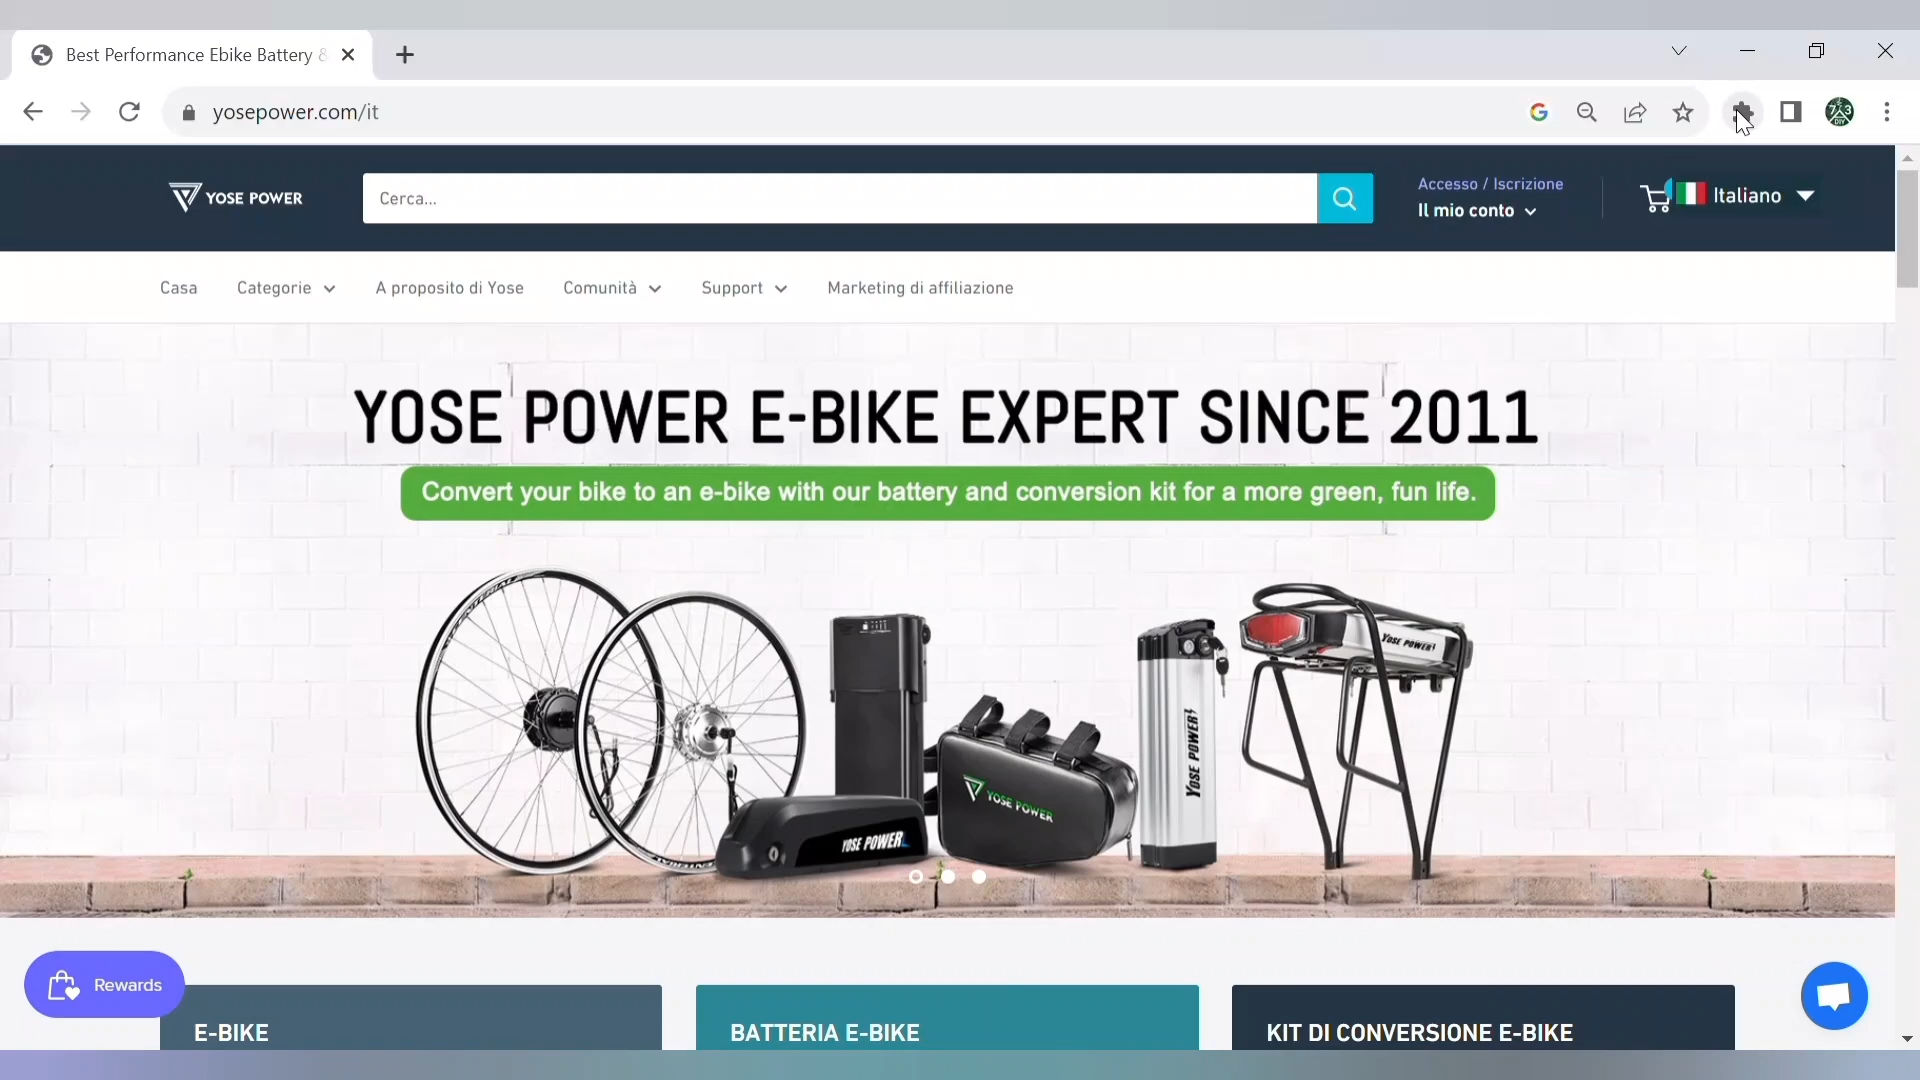 Best Performance Ebike Battery &
yosepower.com/it
YOSE POWER
Cerca...
Accesso / Iscrizione
Il mio conto
Italiano
Casa
Categorie
A proposito di Yose
Comunità
Support
Marketing di affiliazione
YOSE POWER E-BIKE EXPERT SINCE 2011
Convert your bike to an e-bike with our battery and conversion kit for a more green, fun life.
YOSE POWER
YOSE POWER
YOSE POWER
YOSE POWER
Rewards
E-BIKE
BATTERIA E-BIKE
KIT DI CONVERSIONE E-BIKE